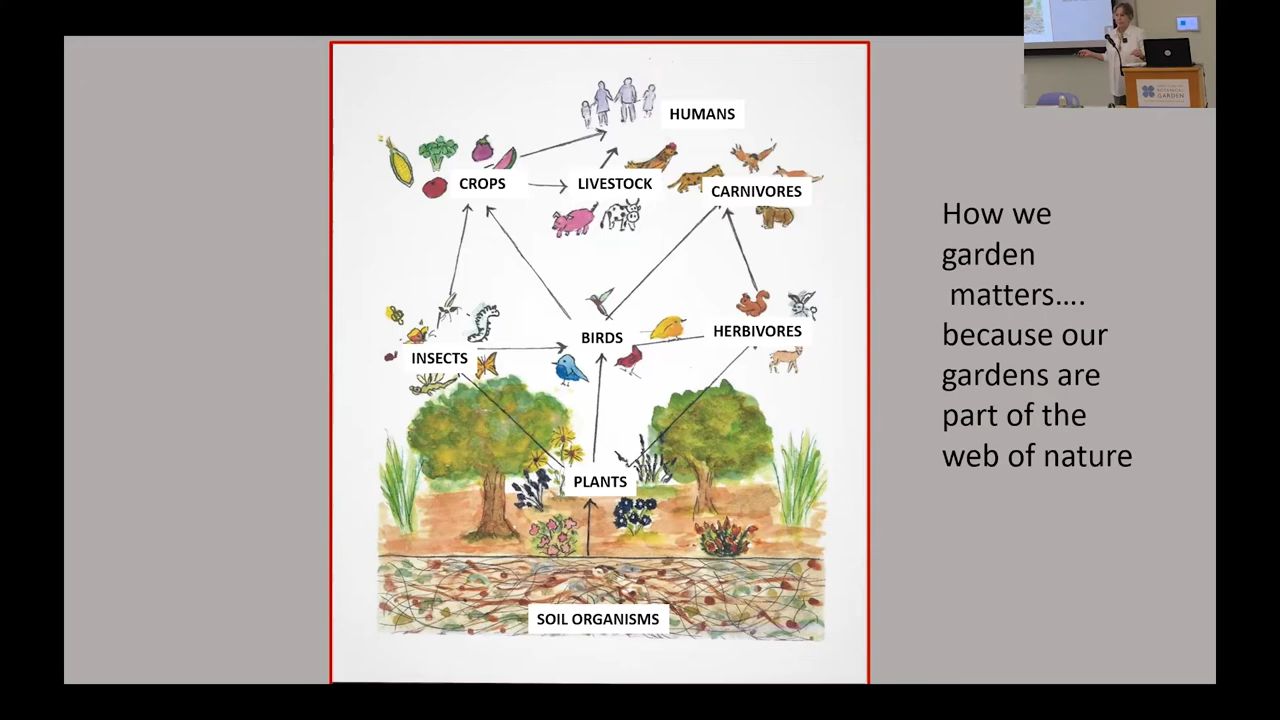 HUMANS
CROPS
LIVESTOCK
CARNIVORES
INSECTS
BIRDS
HERBIVORES
PLANTS
SOIL ORGANISMS
How we
garden
matters....
because our
gardens are
part of the
web of nature
GARDEN